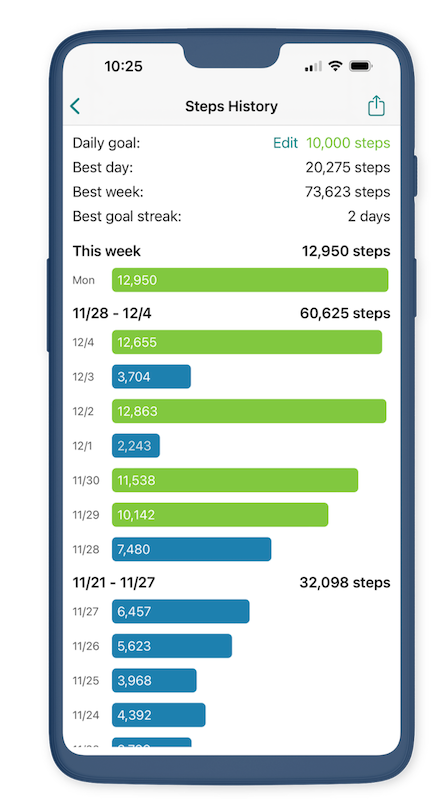 10:25
Steps History
Daily goal: Edit 10,000 steps
Best day: 20,275 steps
Best week: 73,623 steps
Best goal streak: 2 days
This week 12,950 steps
Mon 12,950
11/28 - 12/4 60,625 steps
12/4 12,655
12/3 3,704
12/2 12,863
12/1 2,243
11/30 11,538
11/29 10,142
11/28 7,480
11/21 - 11/27 32,098 steps
11/27 6,457
11/26 5,623
11/25 3,968
11/24 4,392